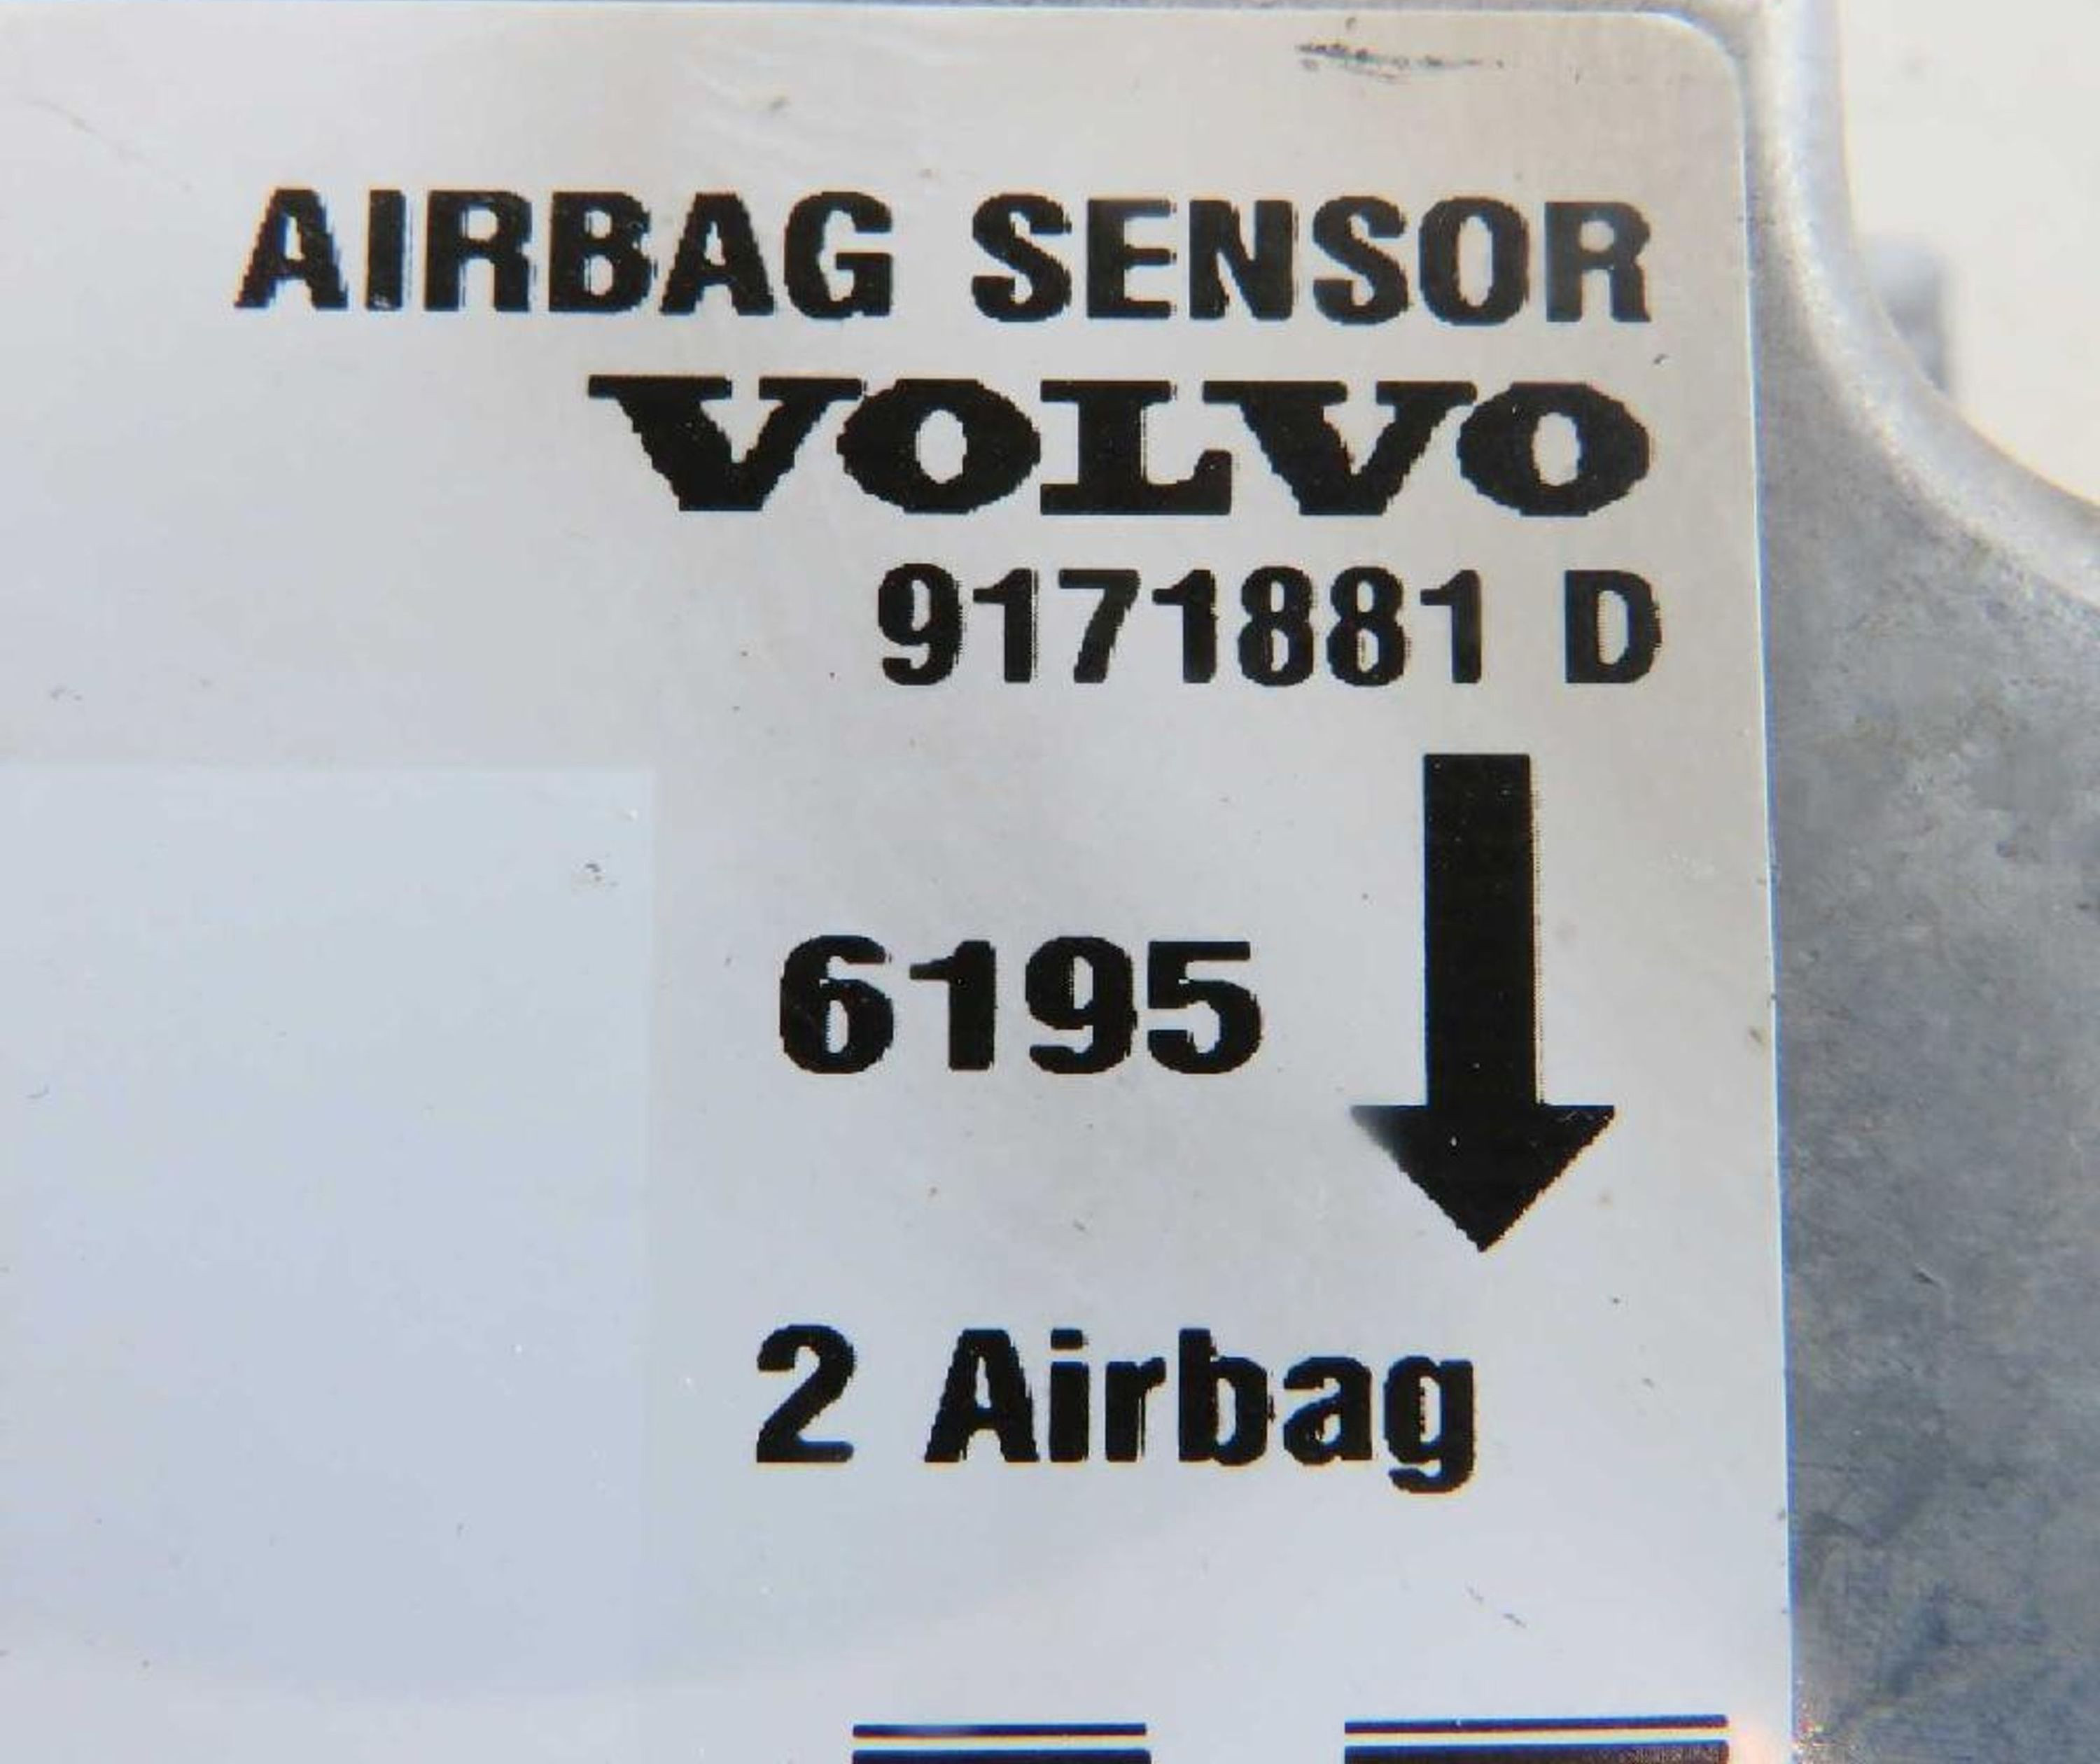 AIRBAG SENSOR
VOLVO
9171881 D
6195
2 Airbag